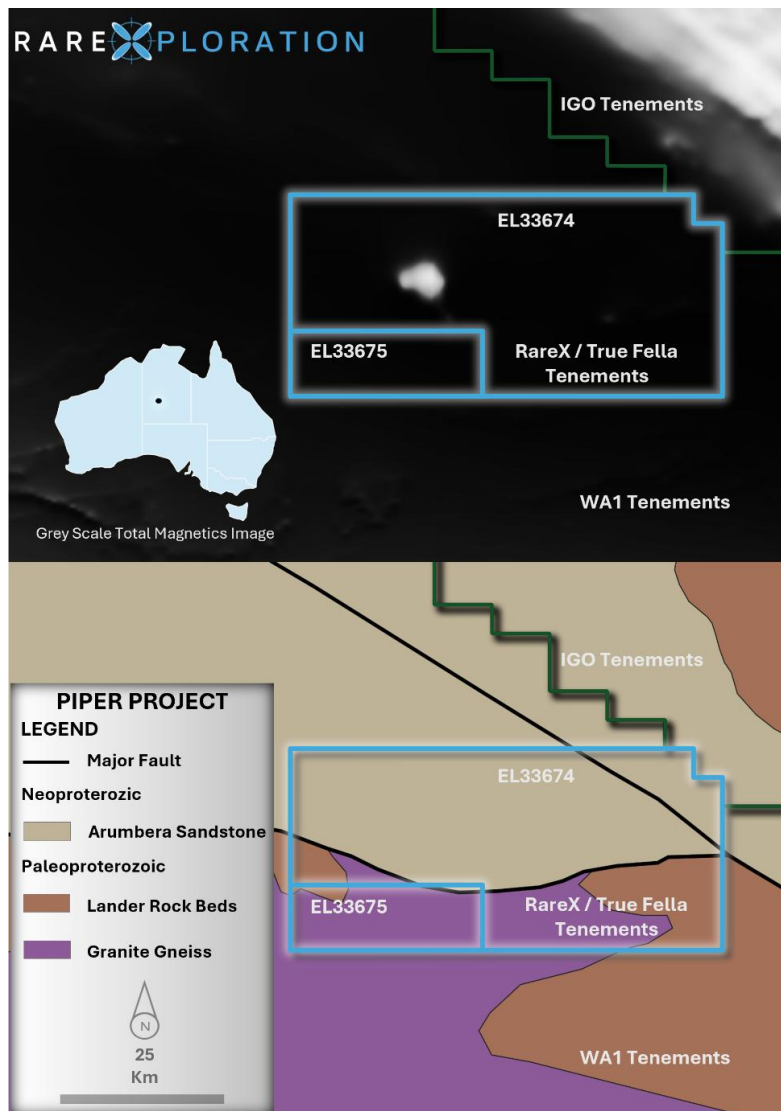 RAREXPLORATION
IGO Tenements
EL33674
EL33675
RareX / True Fella
Tenements
WA1 Tenements
Grey Scale Total Magnetics Image
IGO Tenements
PIPER PROJECT
LEGEND
Major Fault
Neoproterozic
Arumbera Sandstone
Paleoproterozoic
Lander Rock Beds
Granite Gneiss
N
25
Km
EL33674
EL33675
RareX / True Fella
Tenements
WA1 Tenements